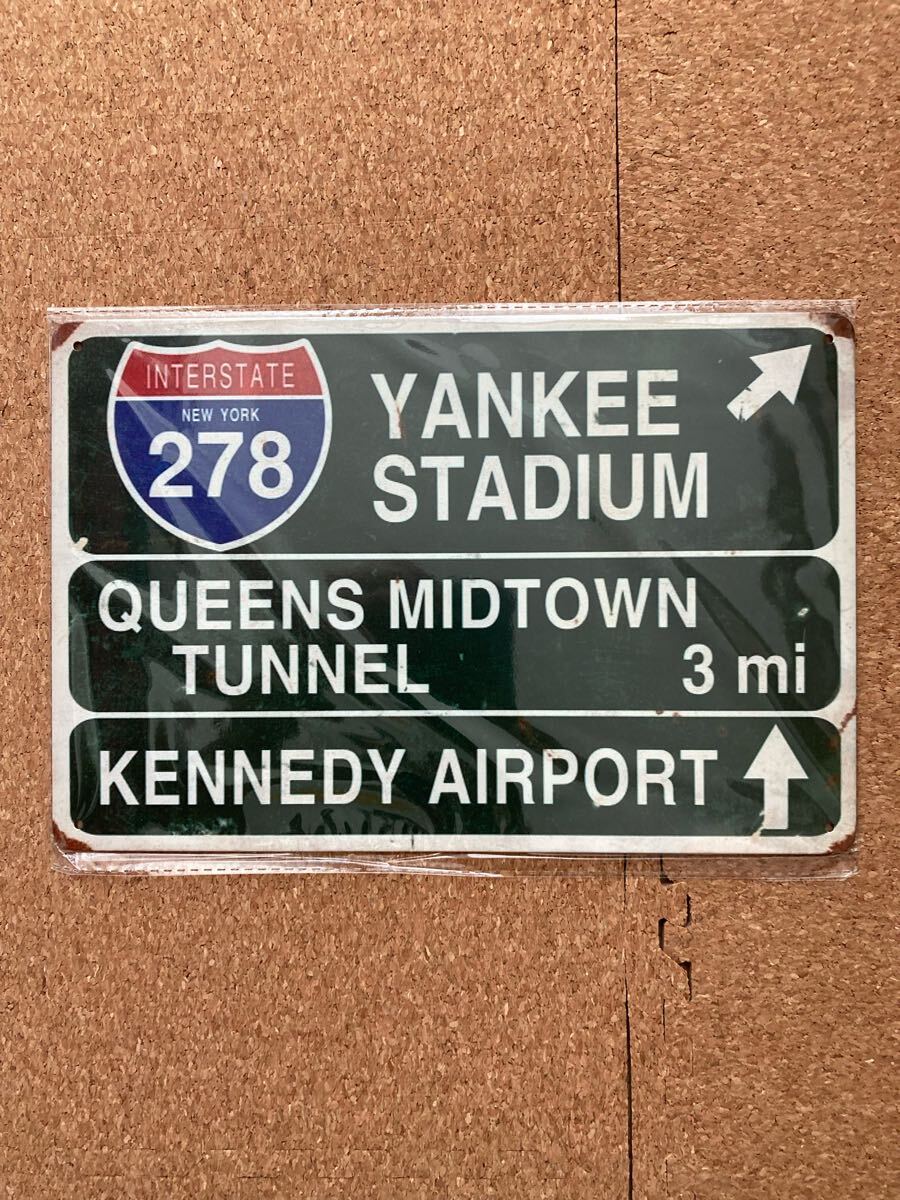 INTERSTATE
NEW YORK
278
YANKEE
STADIUM
QUEENS MIDTOWN
TUNNEL 3 mi
KENNEDY AIRPORT